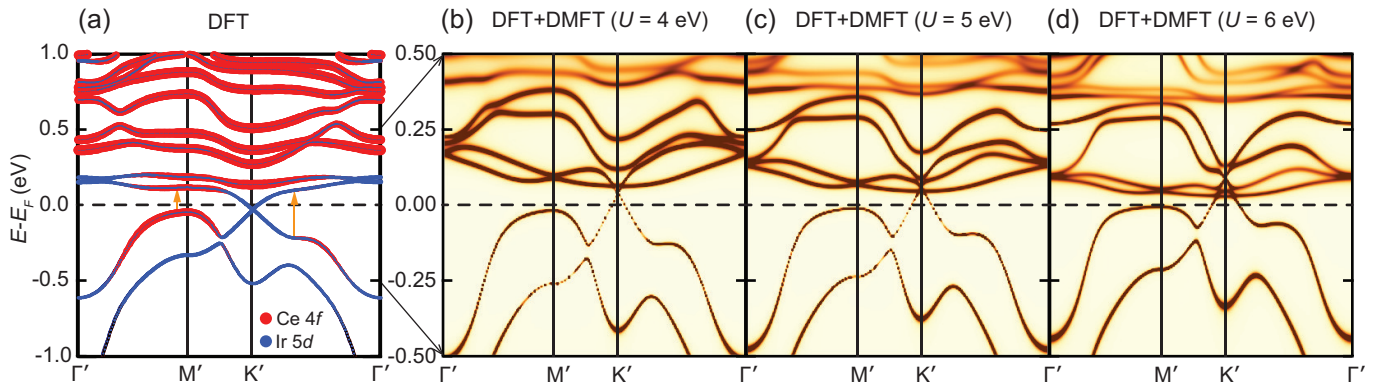 (a) DFT
(b) DFT+DMFT (U = 4 eV)
(c) DFT+DMFT (U = 5 eV)
(d) DFT+DMFT (U = 6 eV)
E-E_F (eV)
1.0
0.5
0.0
-0.5
-1.0
0.50
0.25
0.00
-0.25
-0.50
Ce 4f
Ir 5d
Γ′ M′ K′ Γ′
Γ′ M′ K′ Γ′ M′ K′ Γ′ M′ K′ Γ′